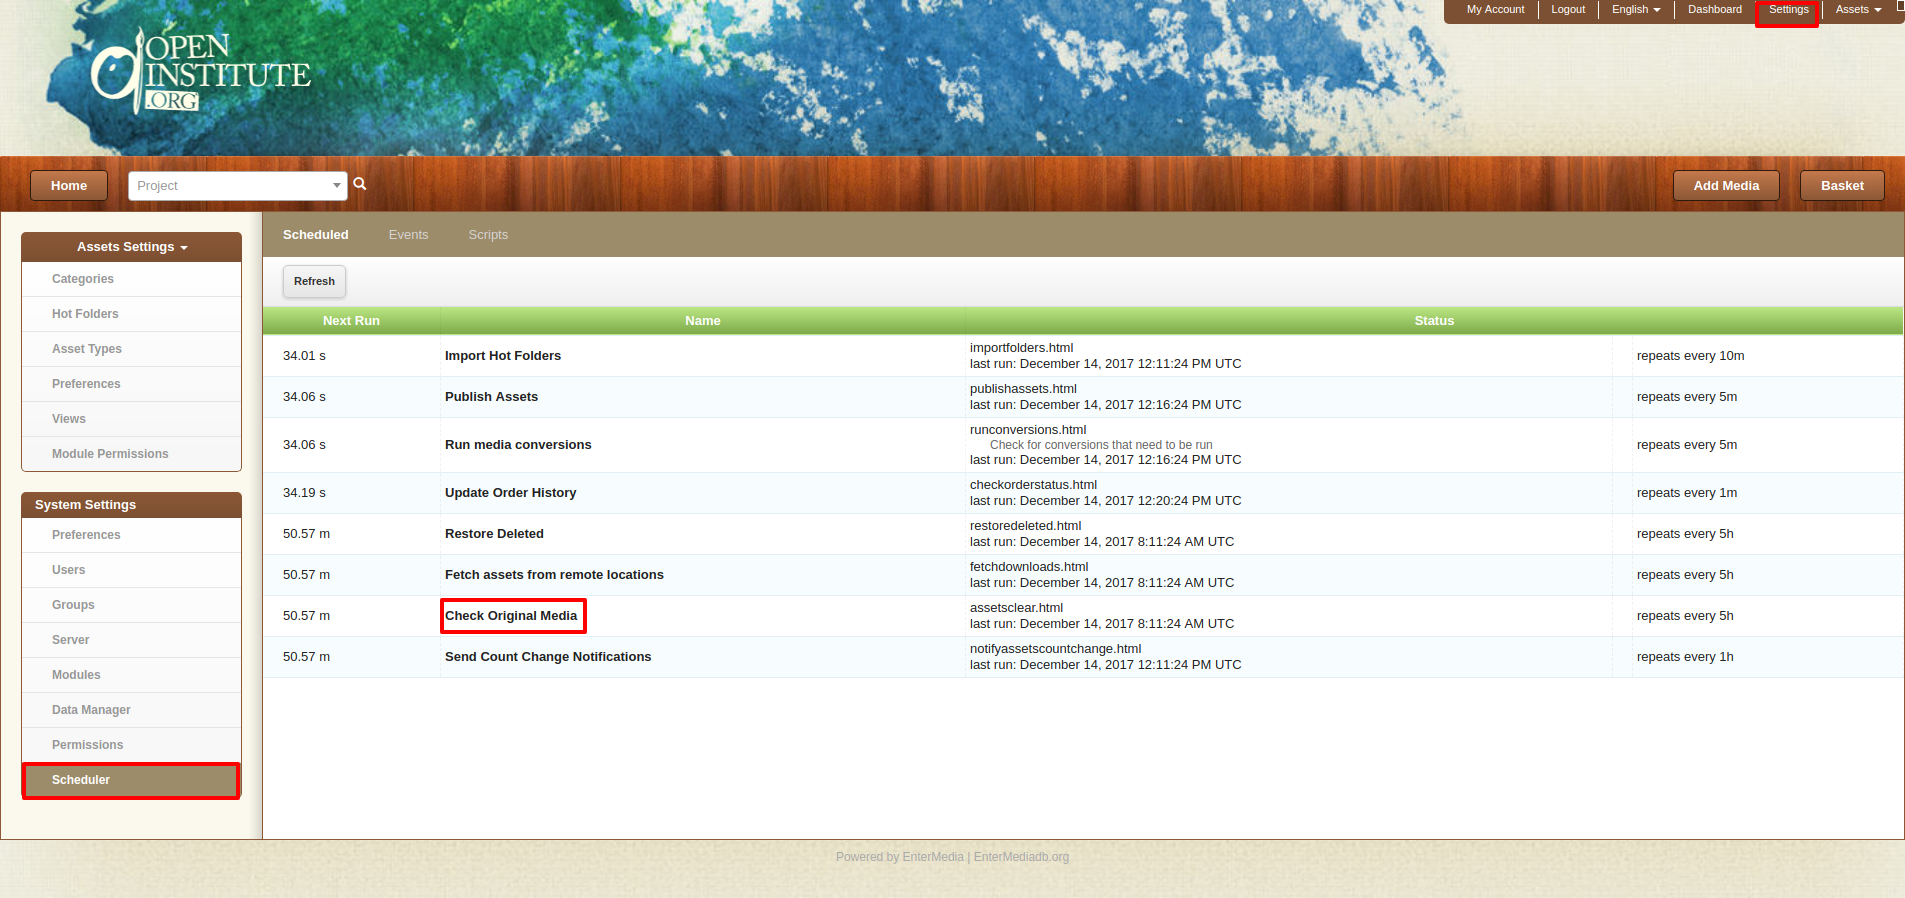 My Account Logout English Dashboard Settings Assets
OPEN
INSTITUTE
.ORG
Home Project Add Media Basket
Assets Settings
Categories
Hot Folders
Asset Types
Preferences
Views
Module Permissions
System Settings
Preferences
Users
Groups
Server
Modules
Data Manager
Permissions
Scheduler
Scheduled Events Scripts
Refresh
Next Run Name Status
34.01 s Import Hot Folders importfolders.html
last run: December 14, 2017 12:11:24 PM UTC repeats every 10m
34.06 s Publish Assets publishassets.html
last run: December 14, 2017 12:16:24 PM UTC repeats every 5m
34.06 s Run media conversions runconversions.html
Check for conversions that need to be run
last run: December 14, 2017 12:16:24 PM UTC repeats every 5m
34.19 s Update Order History checkorderstatus.html
last run: December 14, 2017 12:20:24 PM UTC repeats every 1m
50.57 m Restore Deleted restoredeleted.html
last run: December 14, 2017 8:11:24 AM UTC repeats every 5h
50.57 m Fetch assets from remote locations fetchdownloads.html
last run: December 14, 2017 8:11:24 AM UTC repeats every 5h
50.57 m Check Original Media assetsclear.html
last run: December 14, 2017 8:11:24 AM UTC repeats every 5h
50.57 m Send Count Change Notifications notifyassetscountchange.html
last run: December 14, 2017 12:11:24 PM UTC repeats every 1h
Powered by EnterMedia | EnterMediadb.org